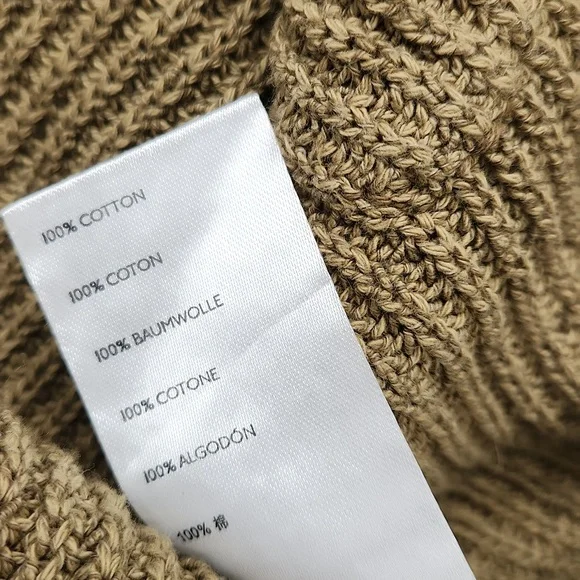 100% COTTON
100% COTON
100% BAUMWOLLE
100% COTONE
100% ALGODÓN
100% 棉